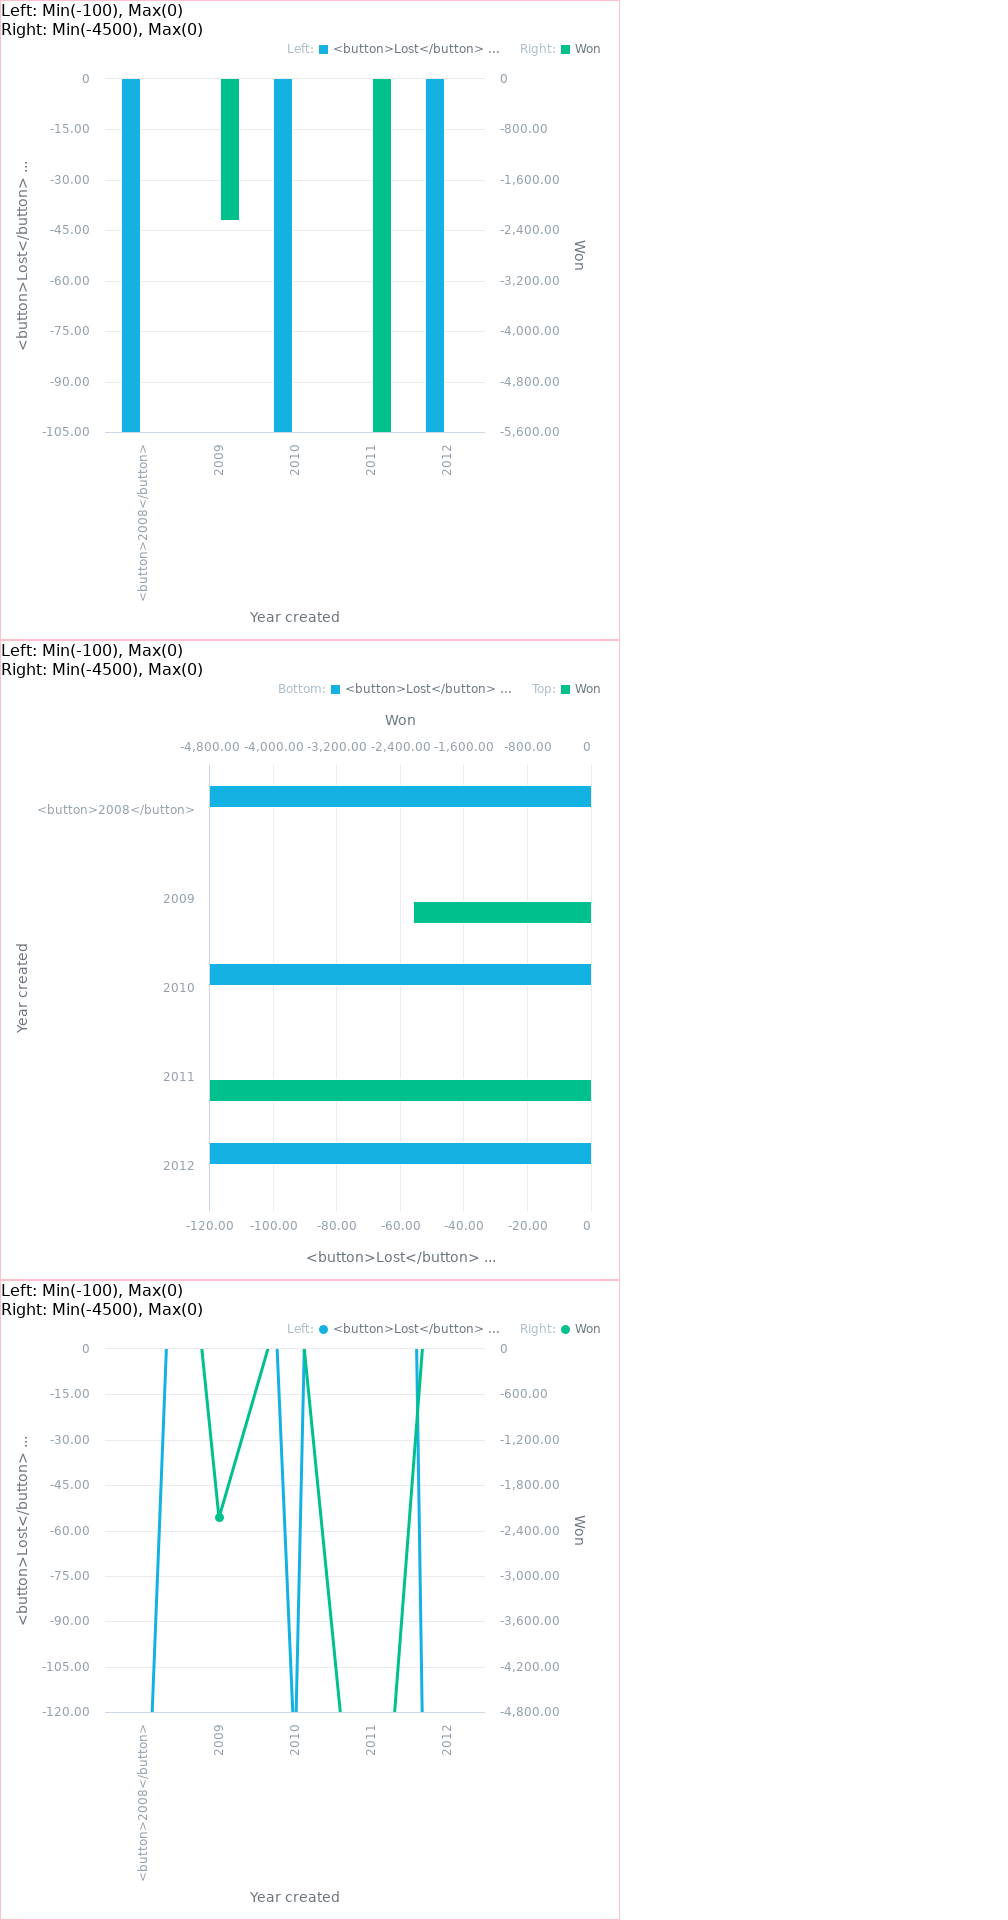 Left: Min(-100), Max(0)
Right: Min(-4500), Max(0)
Left: <button>Lost</button> ... Right: Won
0 0
-15.00 -800.00
-30.00 -1,600.00
-45.00 -2,400.00
-60.00 -3,200.00
-75.00 -4,000.00
-90.00 -4,800.00
-105.00 -5,600.00
<button>Lost</button> ...
Won
<button>2008</button> 2009 2010 2011 2012
Year created
Left: Min(-100), Max(0)
Right: Min(-4500), Max(0)
Bottom: <button>Lost</button> ... Top: Won
Won
-4,800.00 -4,000.00 -3,200.00 -2,400.00 -1,600.00 -800.00 0
<button>2008</button>
2009
2010
2011
2012
Year created
-120.00 -100.00 -80.00 -60.00 -40.00 -20.00 0
<button>Lost</button> ...
Left: Min(-100), Max(0)
Right: Min(-4500), Max(0)
Left: <button>Lost</button> ... Right: Won
0 0
-15.00 -600.00
-30.00 -1,200.00
-45.00 -1,800.00
-60.00 -2,400.00
-75.00 -3,000.00
-90.00 -3,600.00
-105.00 -4,200.00
-120.00 -4,800.00
<button>Lost</button> ...
Won
<button>2008</button> 2009 2010 2011 2012
Year created